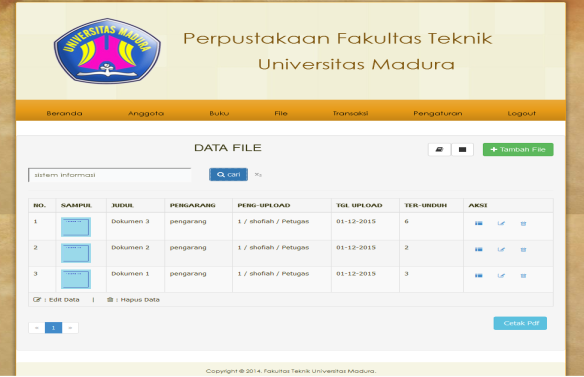 UNIVERSITAS MADURA
Perpustakaan Fakultas Teknik
Universitas Madura
Beranda Anggota Buku File Transaksi Pengaturan Logout
DATA FILE
+ Tambah File
sistem informasi cari
NO. SAMPUL JUDUL PENGARANG PENG-UPLOAD TGL UPLOAD TER-UNDUH AKSI
1 Dokumen 3 pengarang 1 / shofiah / Petugas 01-12-2015 6
2 Dokumen 2 pengarang 1 / shofiah / Petugas 01-12-2015 2
3 Dokumen 1 pengarang 1 / shofiah / Petugas 01-12-2015 3
: Edit Data | : Hapus Data
« 1 »
Cetak Pdf
Copyright © 2014. Fakultas Teknik Universitas Madura.